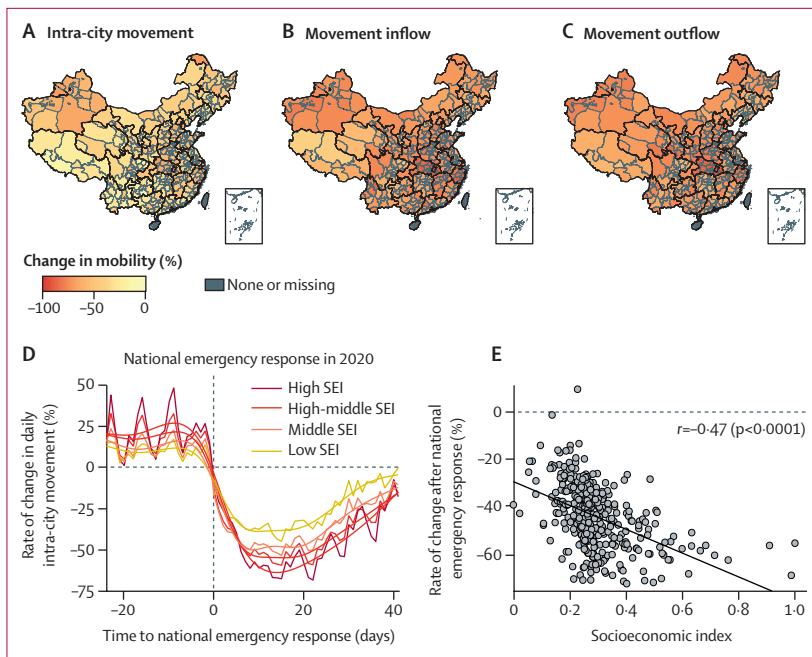 A Intra-city movement
B Movement inflow
C Movement outflow
Change in mobility (%)
–100 –50 0
None or missing
D
National emergency response in 2020
High SEI
High-middle SEI
Middle SEI
Low SEI
Rate of change in daily
intra-city movement (%)
50
25
0
–25
–50
–75
–20 0 20 40
Time to national emergency response (days)
E
r=–0·47 (p<0·0001)
Rate of change after national
emergency response (%)
0
–20
–40
–60
0 0·2 0·4 0·6 0·8 1·0
Socioeconomic index